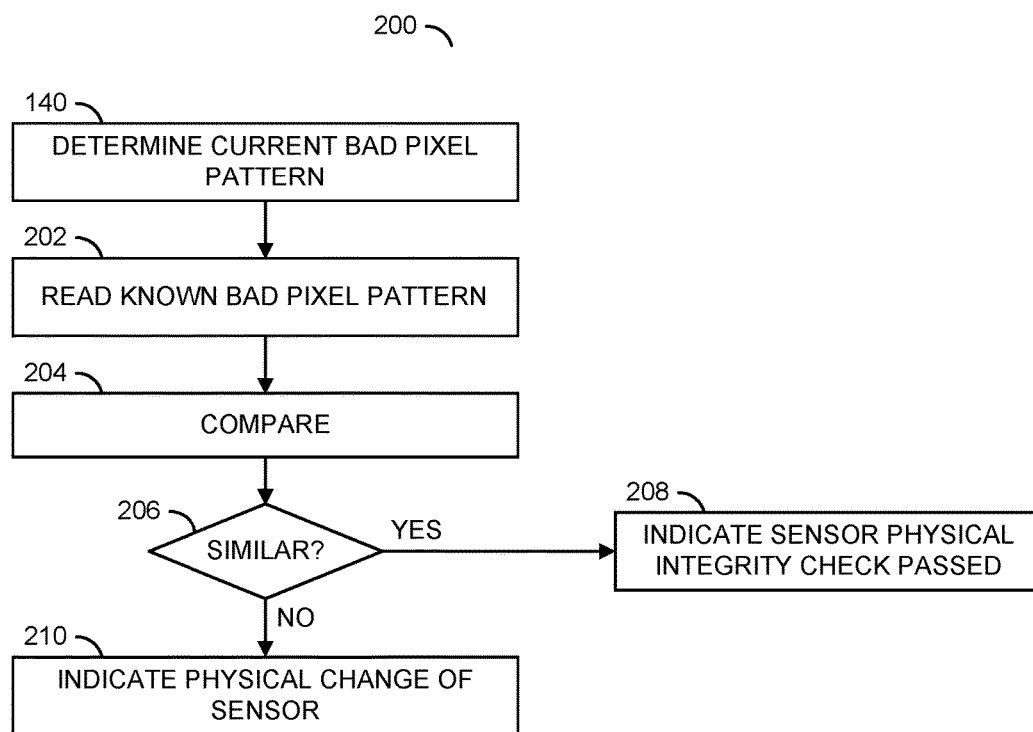 200
140
DETERMINE CURRENT BAD PIXEL
PATTERN
202
READ KNOWN BAD PIXEL PATTERN
204
COMPARE
206
SIMILAR?
YES
208
INDICATE SENSOR PHYSICAL
INTEGRITY CHECK PASSED
NO
210
INDICATE PHYSICAL CHANGE OF
SENSOR